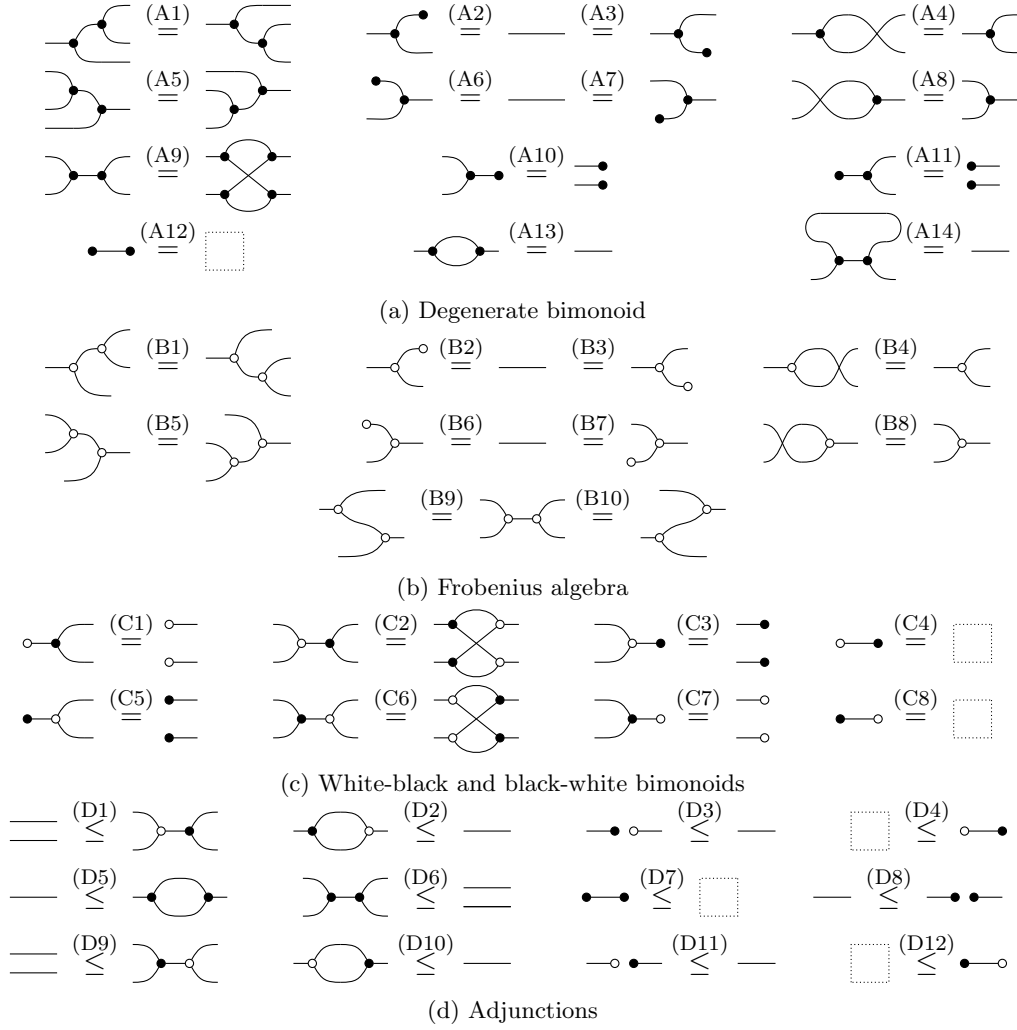 (A1) (A2) (A3) (A4)
= = = =
(A5) (A6) (A7) (A8)
= = = =
(A9) (A10) (A11)
= = =
(A12) (A13) (A14)
= = =
(a) Degenerate bimonoid
(B1) (B2) (B3) (B4)
= = = =
(B5) (B6) (B7) (B8)
= = = =
(B9) (B10)
= =
(b) Frobenius algebra
(C1) (C2) (C3) (C4)
= = = =
(C5) (C6) (C7) (C8)
= = = =
(c) White-black and black-white bimonoids
(D1) (D2) (D3) (D4)
≤ ≤ ≤ ≤
(D5) (D6) (D7) (D8)
≤ ≤ ≤ ≤
(D9) (D10) (D11) (D12)
≤ ≤ ≤ ≤
(d) Adjunctions